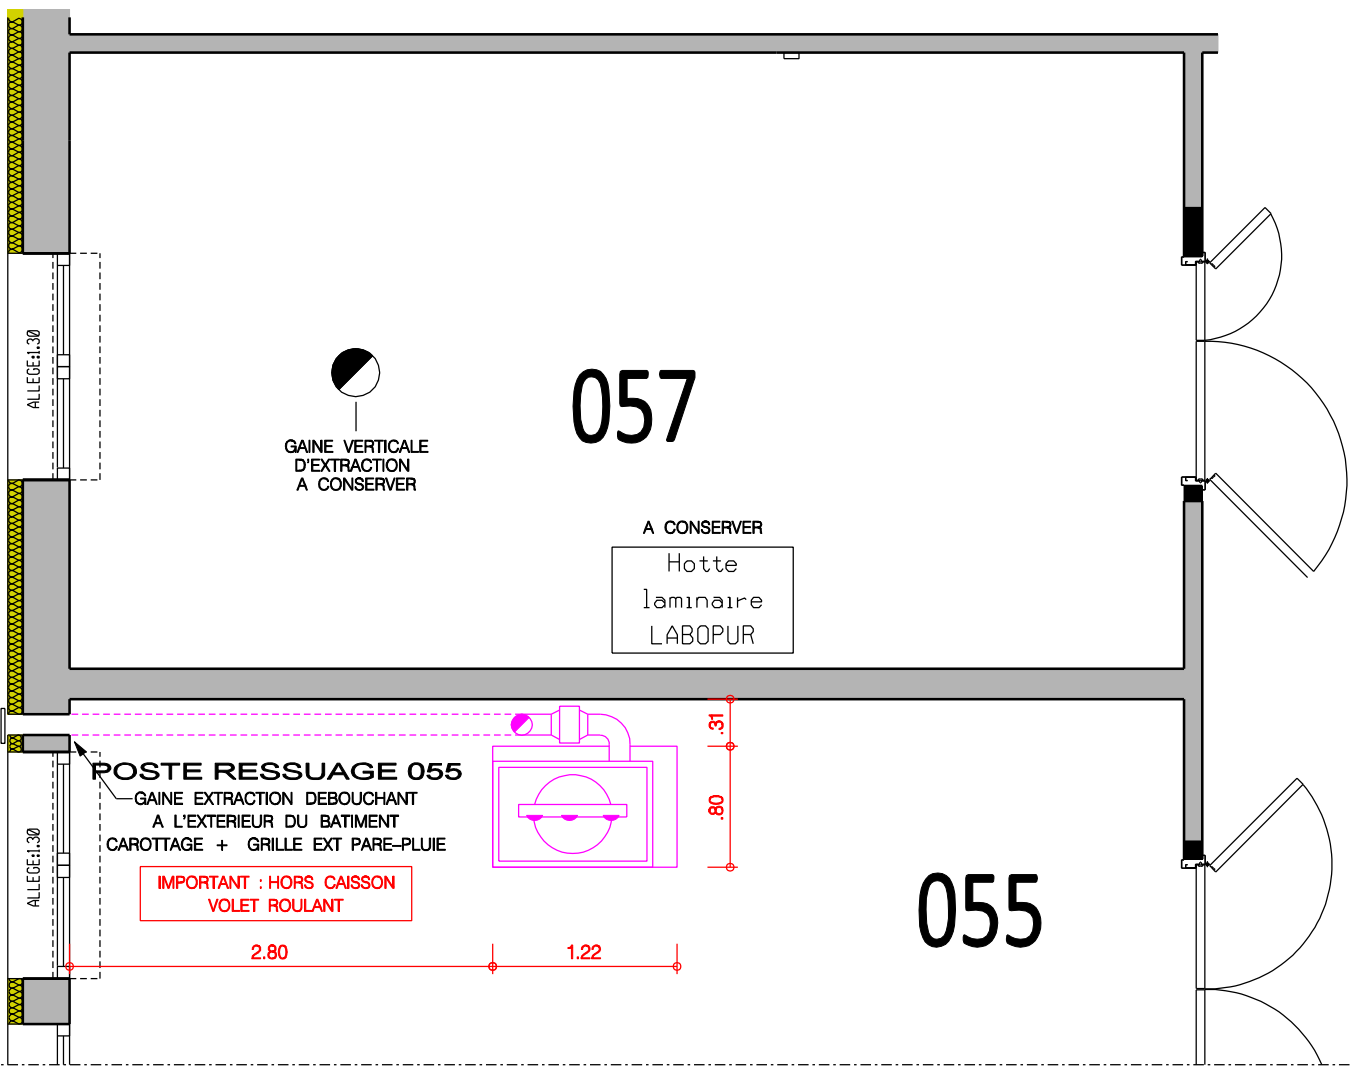 ALLEGE:1.30
GAINE VERTICALE
D'EXTRACTION
A CONSERVER
057
A CONSERVER
Hotte
laminaire
LABOPUR
.31
.80
POSTE RESSUAGE 055
GAINE EXTRACTION DEBOUCHANT
A L'EXTERIEUR DU BATIMENT
CAROTTAGE + GRILLE EXT PARE-PLUIE
ALLEGE:1.30
IMPORTANT : HORS CAISSON
VOLET ROULANT
055
2.80
1.22